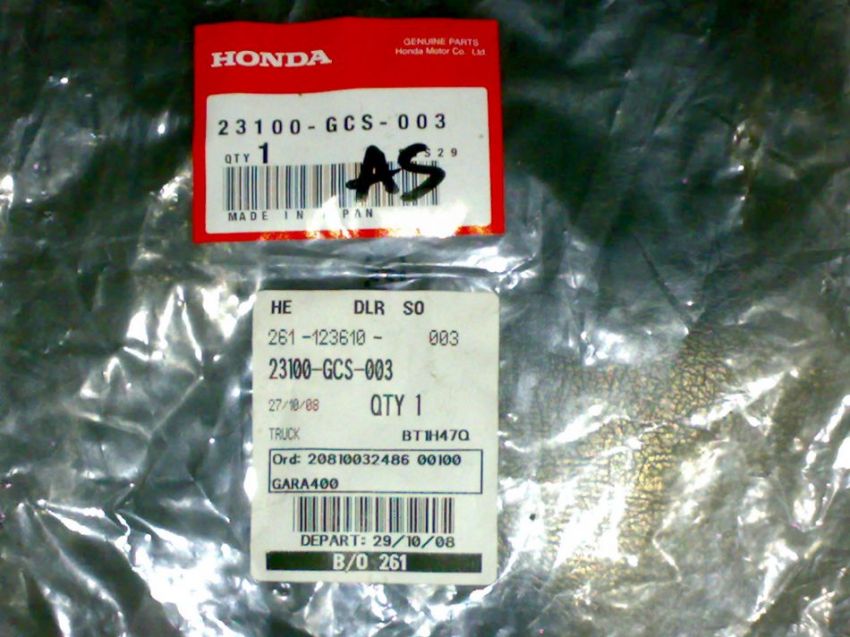 HONDA
GENUINE PARTS
Honda Motor Co. Ltd.
23100-GCS-003
QTY 1
S29
AS
MADE IN JAPAN
HE DLR SO
261-123610- 003
23100-GCS-003
27/10/08 QTY 1
TRUCK BT1H47Q
Ord: 20810032486 00100
GARA400
DEPART: 29/10/08
B/O 261